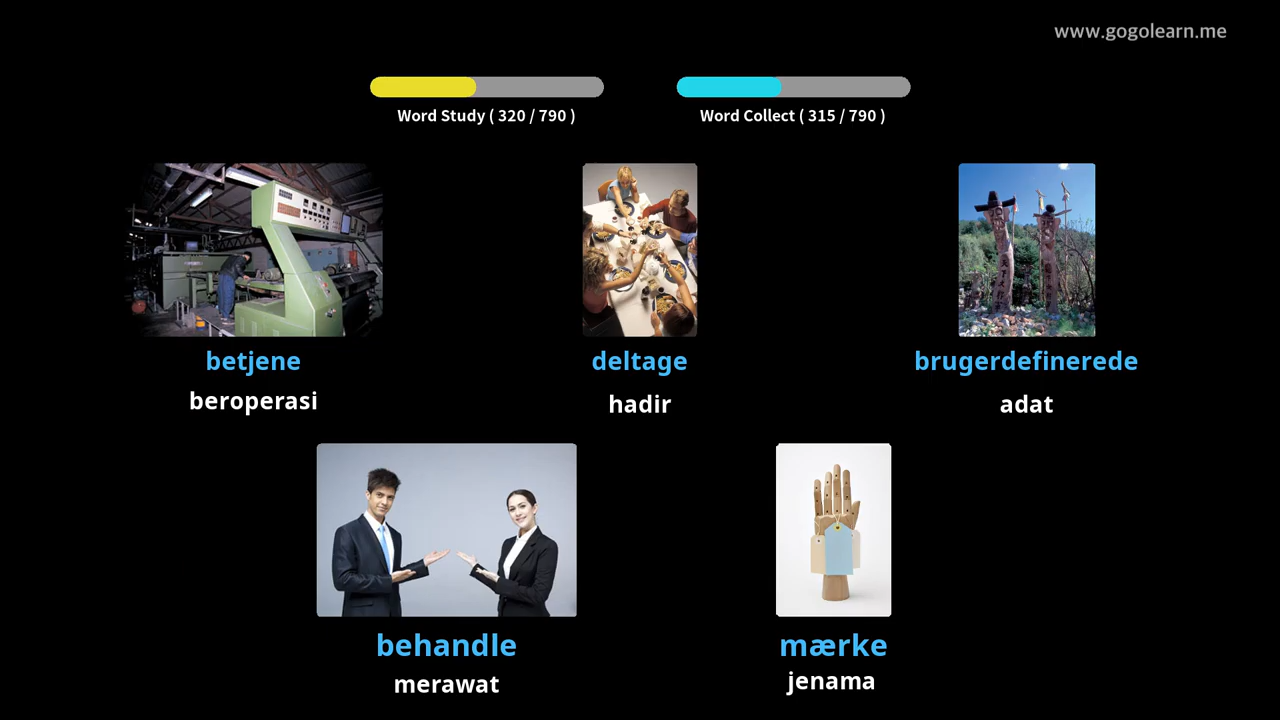 www.gogolearn.me
Word Study ( 320 / 790 )
Word Collect ( 315 / 790 )
betjene
beroperasi
deltage
hadir
brugerdefinerede
adat
behandle
merawat
mærke
jenama